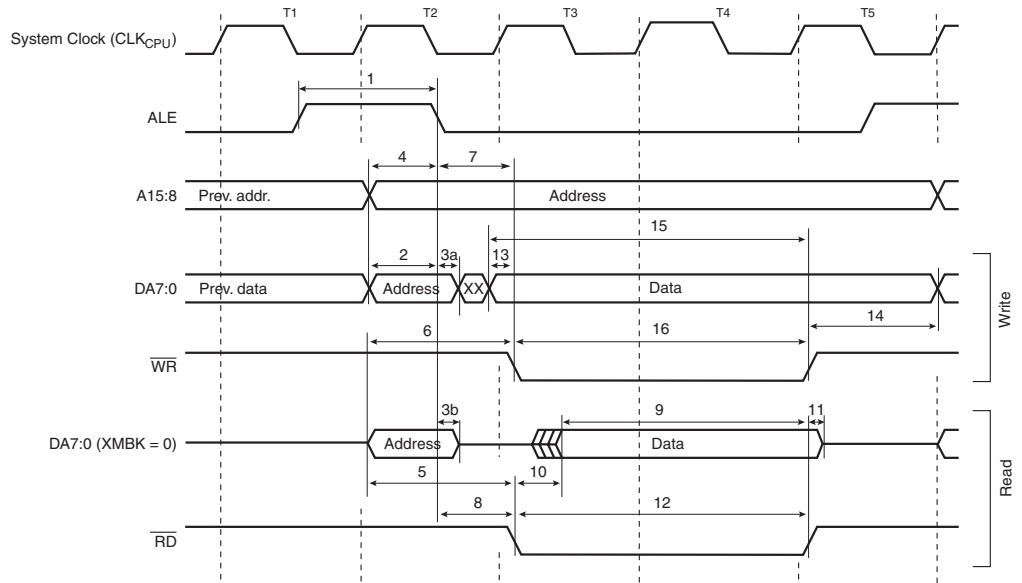 T1 T2 T3 T4 T5
System Clock (CLKCPU)
1
ALE
4 7
A15:8 Prev. addr. Address
15
2 3a 13
DA7:0 Prev. data Address XX Data
14
6 16
WR
Write
3b 9 11
DA7:0 (XMBK = 0) Address Data
5 10
8 12
RD
Read